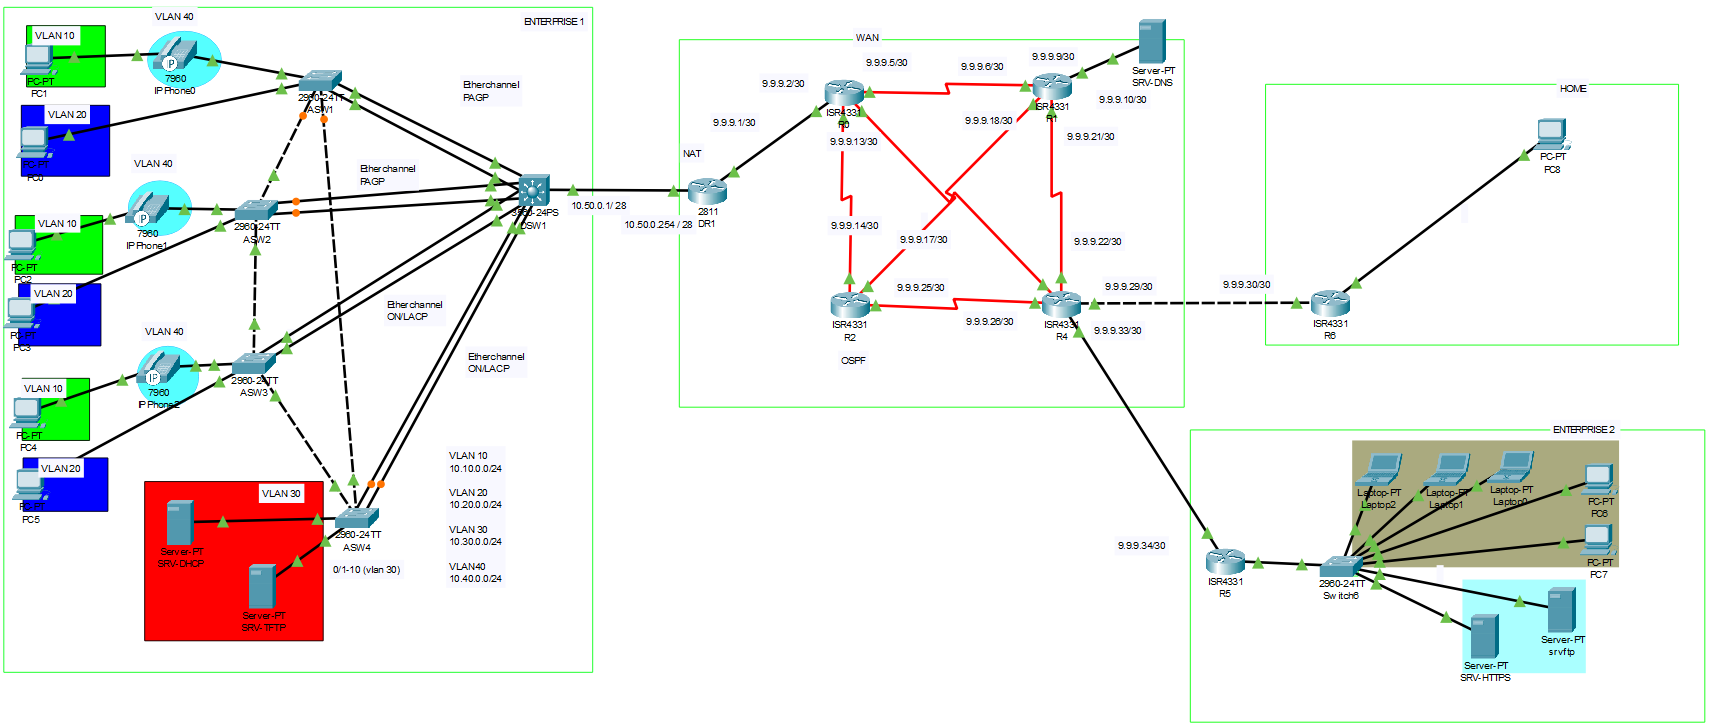 ENTERPRISE 1
VLAN 40
VLAN 10
PC-PT
PC1
IP
7960
IP Phone0
2960-24TT
ASW1
VLAN 20
PC0
Etherchannel
PAGP
VLAN 40
IP
7960
IP Phone1
VLAN 10
PC-PT
PC2
2960-24TT
ASW2
Etherchannel
PAGP
VLAN 20
PC-PT
PC3
3560-24PS
DSW1
10.50.0.1/ 28
Etherchannel
ON/LACP
VLAN 40
IP
7960
IP Phone2
VLAN 10
PC-PT
PC4
2960-24TT
ASW3
Etherchannel
ON/LACP
VLAN 20
PC5
VLAN 30
Server-PT
SRV-DHCP
Server-PT
SRV-TFTP
2960-24TT
ASW4
0/1-10 (vlan 30)
VLAN 10
10.10.0.0/24
VLAN 20
10.20.0.0/24
VLAN 30
10.30.0.0/24
VLAN40
10.40.0.0/24
NAT
2811
DR1
10.50.0.254 / 28
9.9.9.1/30
WAN
9.9.9.2/30
9.9.9.5/30
9.9.9.6/30
9.9.9.9/30
ISR4331
R0
ISR4331
R1
9.9.9.10/30
Server-PT
SRV-DNS
9.9.9.13/30
9.9.9.18/30
9.9.9.21/30
9.9.9.14/30
9.9.9.17/30
9.9.9.22/30
9.9.9.25/30
9.9.9.26/30
9.9.9.29/30
9.9.9.33/30
ISR4331
R2
ISR4331
R4
OSPF
HOME
PC-PT
PC8
9.9.9.30/30
ISR4331
R6
ENTERPRISE 2
9.9.9.34/30
ISR4331
R5
2960-24TT
Switch6
Laptop-PT
Laptop2
Laptop-PT
Laptop1
Laptop-PT
Laptop0
PC-PT
PC6
PC-PT
PC7
Server-PT
srvftp
Server-PT
SRV-HTTPS